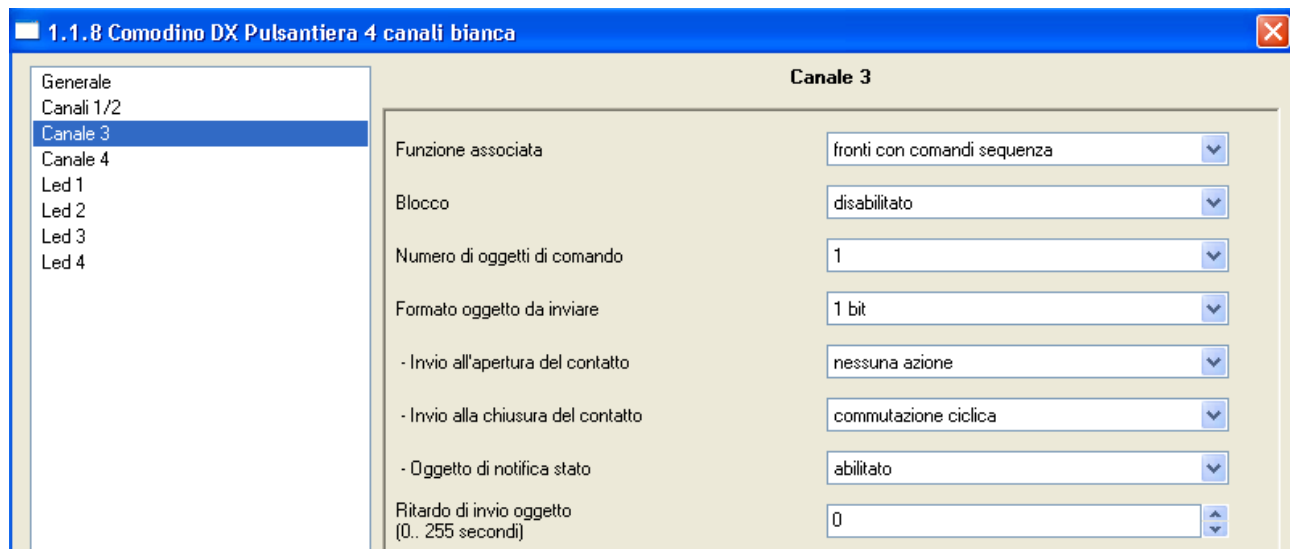 1.1.8 Comodino DX Pulsantiera 4 canali bianca
Generale
Canali 1/2
Canale 3
Canale 4
Led 1
Led 2
Led 3
Led 4
Canale 3
Funzione associata fronti con comandi sequenza
Blocco disabilitato
Numero di oggetti di comando 1
Formato oggetto da inviare 1 bit
- Invio all'apertura del contatto nessuna azione
- Invio alla chiusura del contatto commutazione ciclica
- Oggetto di notifica stato abilitato
Ritardo di invio oggetto
(0.. 255 secondi) 0